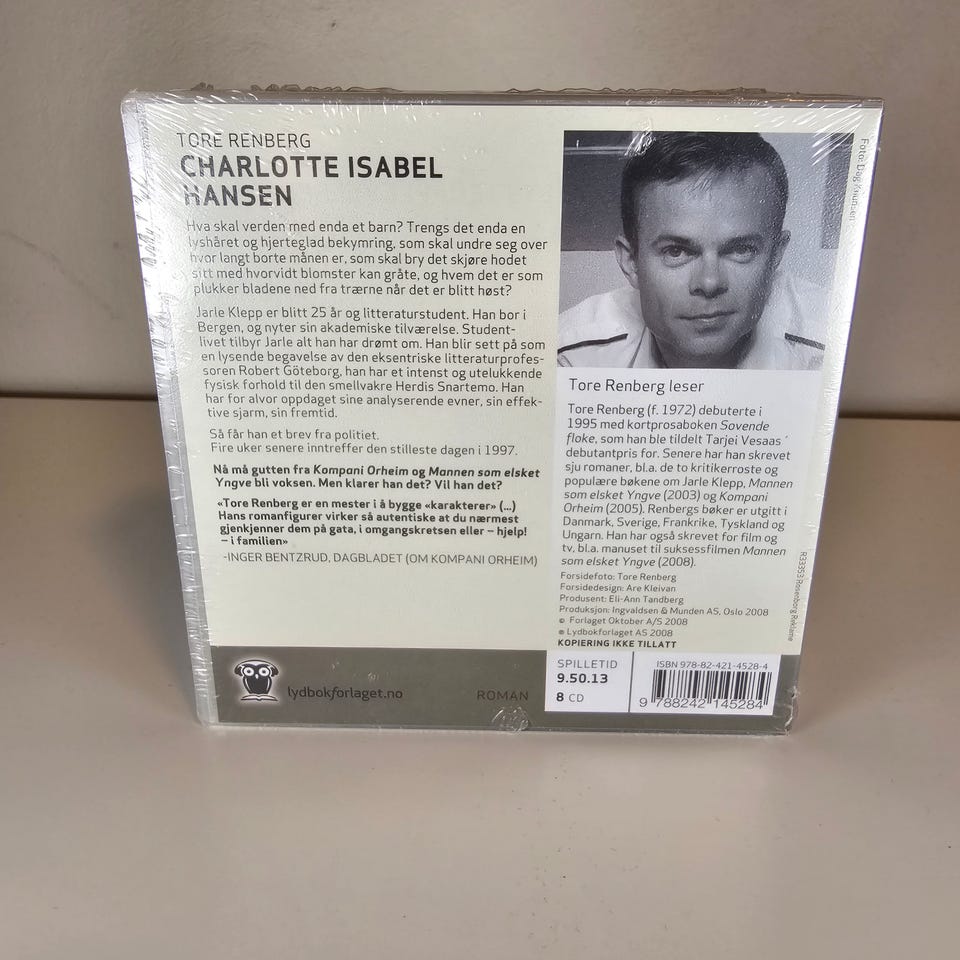 TORE RENBERG
CHARLOTTE ISABEL
HANSEN
Hva skal verden med enda et barn? Trengs det enda en
lyshåret og hjerteglad bekymring, som skal undre seg over
hvor langt borte månen er, som skal bry det skjøre hodet
sitt med hvorvidt blomster kan gråte, og hvem det er som
plukker bladene ned fra trærne når det er blitt høst?
Jarle Klepp er blitt 25 år og litteraturstudent. Han bor i
Bergen, og nyter sin akademiske tilværelse. Student-
livet tilbyr Jarle alt han har drømt om. Han blir sett på som
en lysende begavelse av den eksentriske litteraturprofes-
soren Robert Göteborg, han har et intenst og utelukkende
fysisk forhold til den smellvakre Herdis Snartemo. Han
har for alvor oppdaget sine analyserende evner, sin effek-
tive sjarm, sin fremtid.
Så får han et brev fra politiet.
Fire uker senere inntreffer den stilleste dagen i 1997.
Nå må gutten fra Kompani Orheim og Mannen som elsket
Yngve bli voksen. Men klarer han det? Vil han det?
«Tore Renberg er en mester i å bygge «karakterer» (...)
Hans romanfigurer virker så autentiske at du nærmest
gjenkjenner dem på gata, i omgangskretsen eller – hjelp!
– i familien»
-INGER BENTZRUD, DAGBLADET (OM KOMPANI ORHEIM)
lydbokforlaget.no
ROMAN
Foto: Dag Knudsen
Tore Renberg leser
Tore Renberg (f. 1972) debuterte i
1995 med kortprosaboken Sovende
floke, som han ble tildelt Tarjei Vesaas'
debutantpris for. Senere har han skrevet
sju romaner, bl.a. de to kritikerroste og
populære bøkene om Jarle Klepp, Mannen
som elsket Yngve (2003) og Kompani
Orheim (2005). Renbergs bøker er utgitt i
Danmark, Sverige, Frankrike, Tyskland og
Ungarn. Han har også skrevet for film og
tv, bl.a. manuset til suksessfilmen Mannen
som elsket Yngve (2008).
Forsidefoto: Tore Renberg
Forsidedesign: Are Kleivan
Produsent: Eli-Ann Tandberg
Produksjon: Ingvaldsen & Munden AS, Oslo 2008
© Forlaget Oktober A/S 2008
℗ Lydbokforlaget AS 2008
KOPIERING IKKE TILLATT
R33353 Rosenborg Reklame
SPILLETID
9.50.13
8 CD
ISBN 978-82-421-4528-4
9 788242 145284